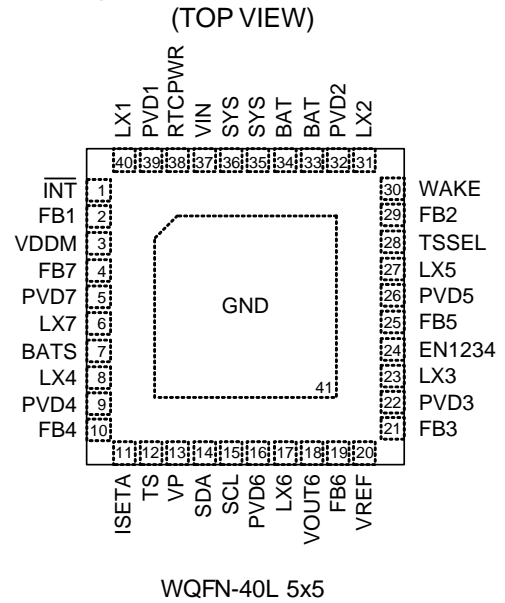 (TOP VIEW)
LX1 PVD1 RTCPWR VIN SYS SYS BAT BAT PVD2 LX2
40 39 38 37 36 35 34 33 32 31
INT 1 30 WAKE
FB1 2 29 FB2
VDDM 3 28 TSSEL
FB7 4 27 LX5
PVD7 5 26 PVD5
LX7 6 25 FB5
BATS 7 24 EN1234
LX4 8 23 LX3
PVD4 9 22 PVD3
FB4 10 21 FB3
GND
41
11 12 13 14 15 16 17 18 19 20
ISETA TS VP SDA SCL PVD6 LX6 VOUT6 FB6 VREF
WQFN-40L 5x5